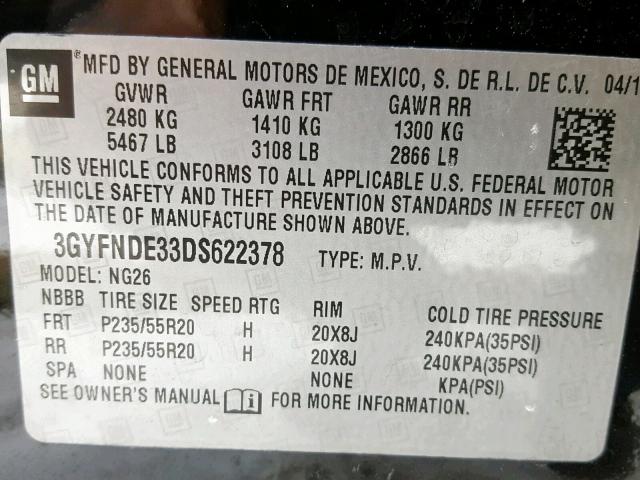 GM ® MFD BY GENERAL MOTORS DE MEXICO, S. DE R.L. DE C.V. 04/1
GVWR GAWR FRT GAWR RR
2480 KG 1410 KG 1300 KG
5467 LB 3108 LB 2866 LB
THIS VEHICLE CONFORMS TO ALL APPLICABLE U.S. FEDERAL MOTOR
VEHICLE SAFETY AND THEFT PREVENTION STANDARDS IN EFFECT ON
THE DATE OF MANUFACTURE SHOWN ABOVE.
3GYFNDE33DS622378 TYPE: M.P.V.
MODEL: NG26
NBBB TIRE SIZE SPEED RTG RIM COLD TIRE PRESSURE
FRT P235/55R20 H 20X8J 240KPA(35PSI)
RR P235/55R20 H 20X8J 240KPA(35PSI)
SPA NONE NONE KPA(PSI)
SEE OWNER'S MANUAL FOR MORE INFORMATION.